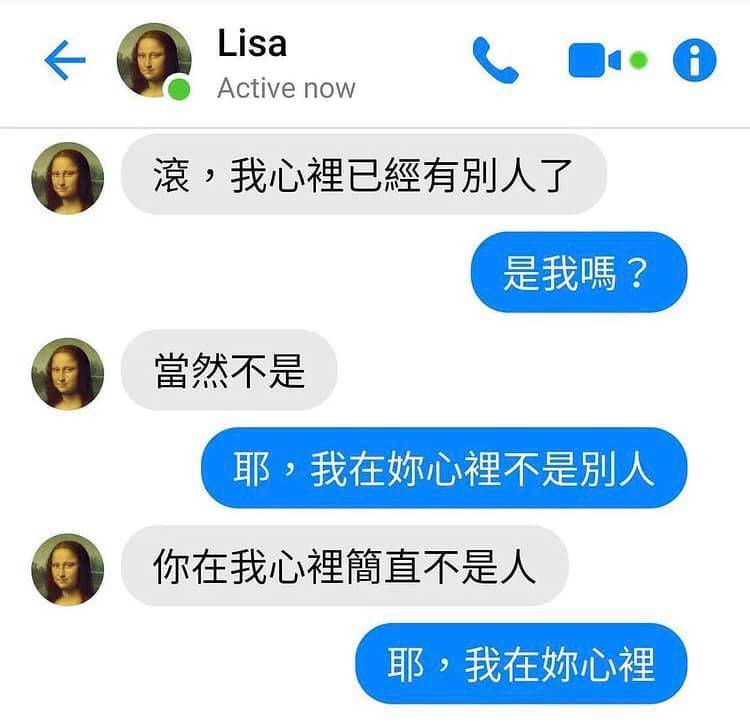 Lisa
Active now
滾，我心裡已經有別人了
是我嗎？
當然不是
耶，我在妳心裡不是別人
你在我心裡簡直不是人
耶，我在妳心裡